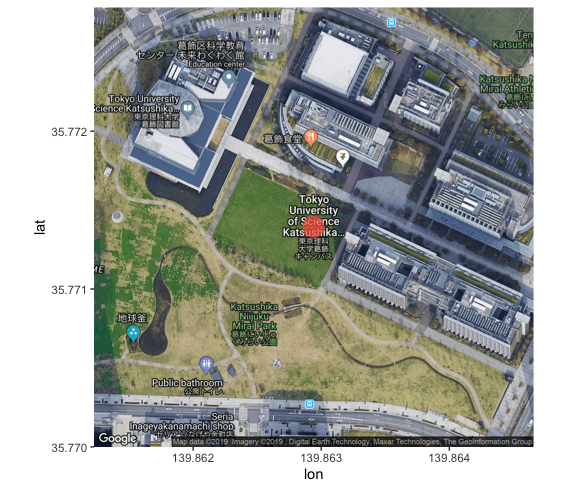 葛飾区科学教育
センター 未来わくわく館
Education center
Tokyo University
Science Katsushika...
東京理科大学
葛飾図書館
葛飾食堂
Katsushik
Mirai Athleti
Tokyo
University
of Science
Katsushika...
東京理科
大学葛飾
キャンパス
地球釜
Katsushika
Niijuku
Mirai Park
葛飾にいじゅ
くみらい公園
Public bathroom
公衆トイレ
Seria
Inageyakanamachi shop
Google
Map data ©2019 Imagery ©2019 , Digital Earth Technology, Maxar Technologies, The GeoInformation Group
35.772
35.771
35.770
139.862
139.863
139.864
lat
lon